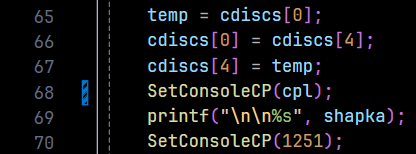 65 temp = cdiscs[0];
66 cdiscs[0] = cdiscs[4];
67 cdiscs[4] = temp;
68 SetConsoleCP(cpl);
69 printf("\n\n%s", shapka);
70 SetConsoleCP(1251);